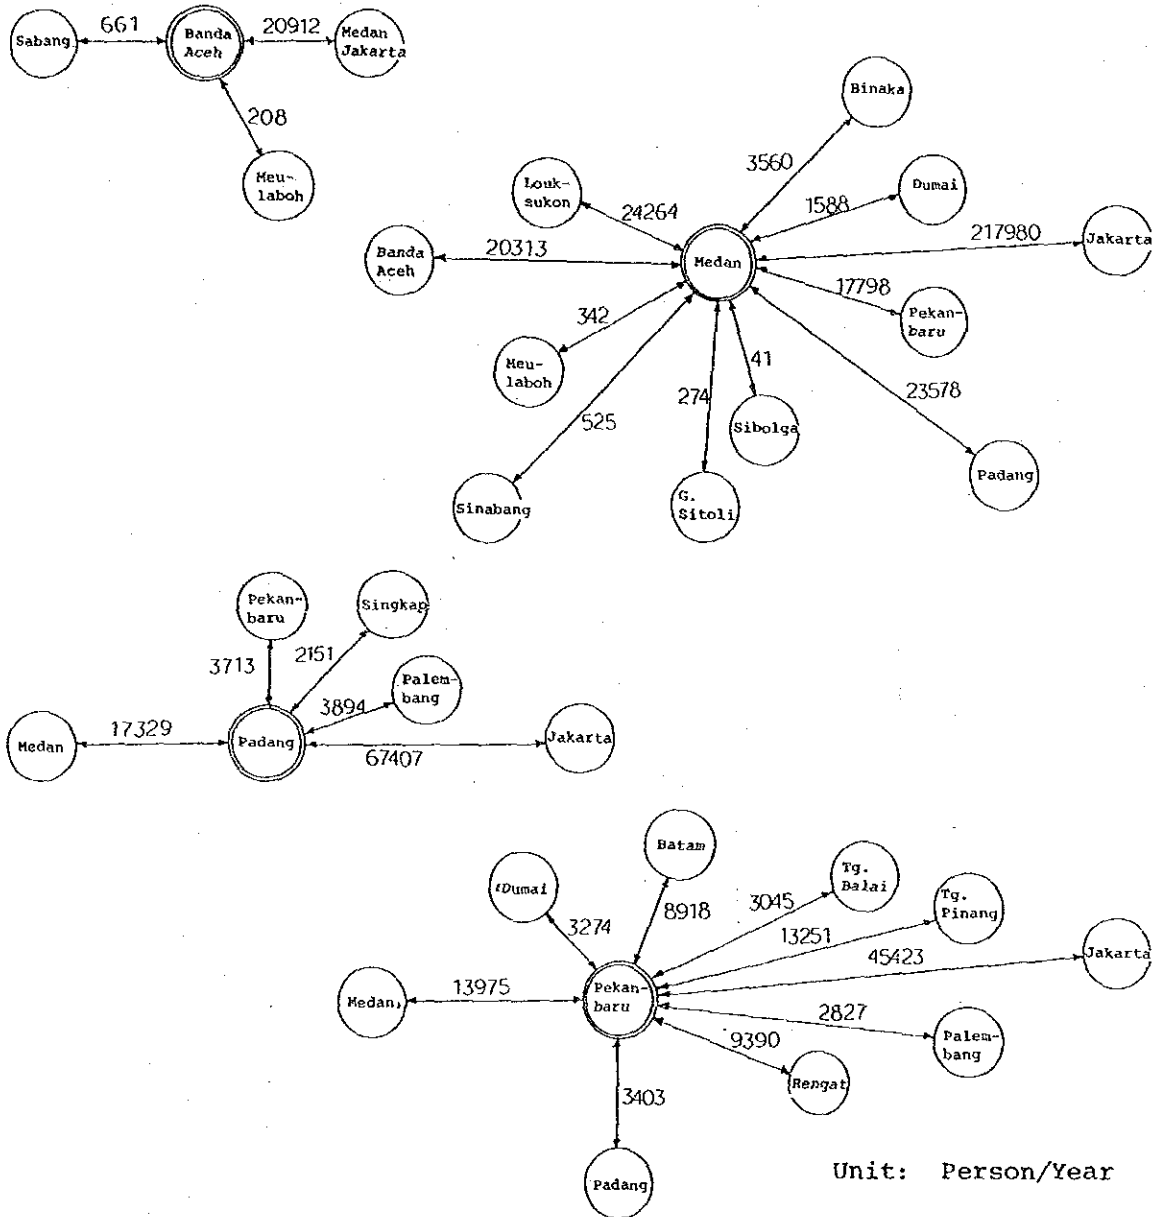 Sabang
661
Banda
Aceh
20912
Medan
Jakarta
208
Meu-
laboh
Binaka
3560
Louk-
sukon
24264
Dumai
1588
217980
Jakarta
Banda
Aceh
20313
Medan
17798
Pekan-
baru
342
Meu-
laboh
41
274
23578
525
Sibolga
Padang
Sinabang
G.
Sitoli
Pekan-
baru
Singkap
3713
2151
Palem-
bang
3894
Medan
17329
Padang
67407
Jakarta
Batam
Dumai
Tg.
Balai
3274
8918
3045
Tg.
Pinang
13251
45423
Jakarta
Medan
13975
Pekan-
baru
2827
Palem-
bang
9390
Rengat
3403
Padang
Unit: Person/Year